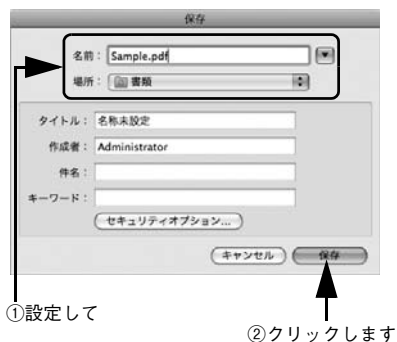 保存
名前： Sample.pdf
場所： 書類
タイトル： 名称未設定
作成者： Administrator
件名：
キーワード：
セキュリティオプション...
キャンセル 保存
①設定して
②クリックします